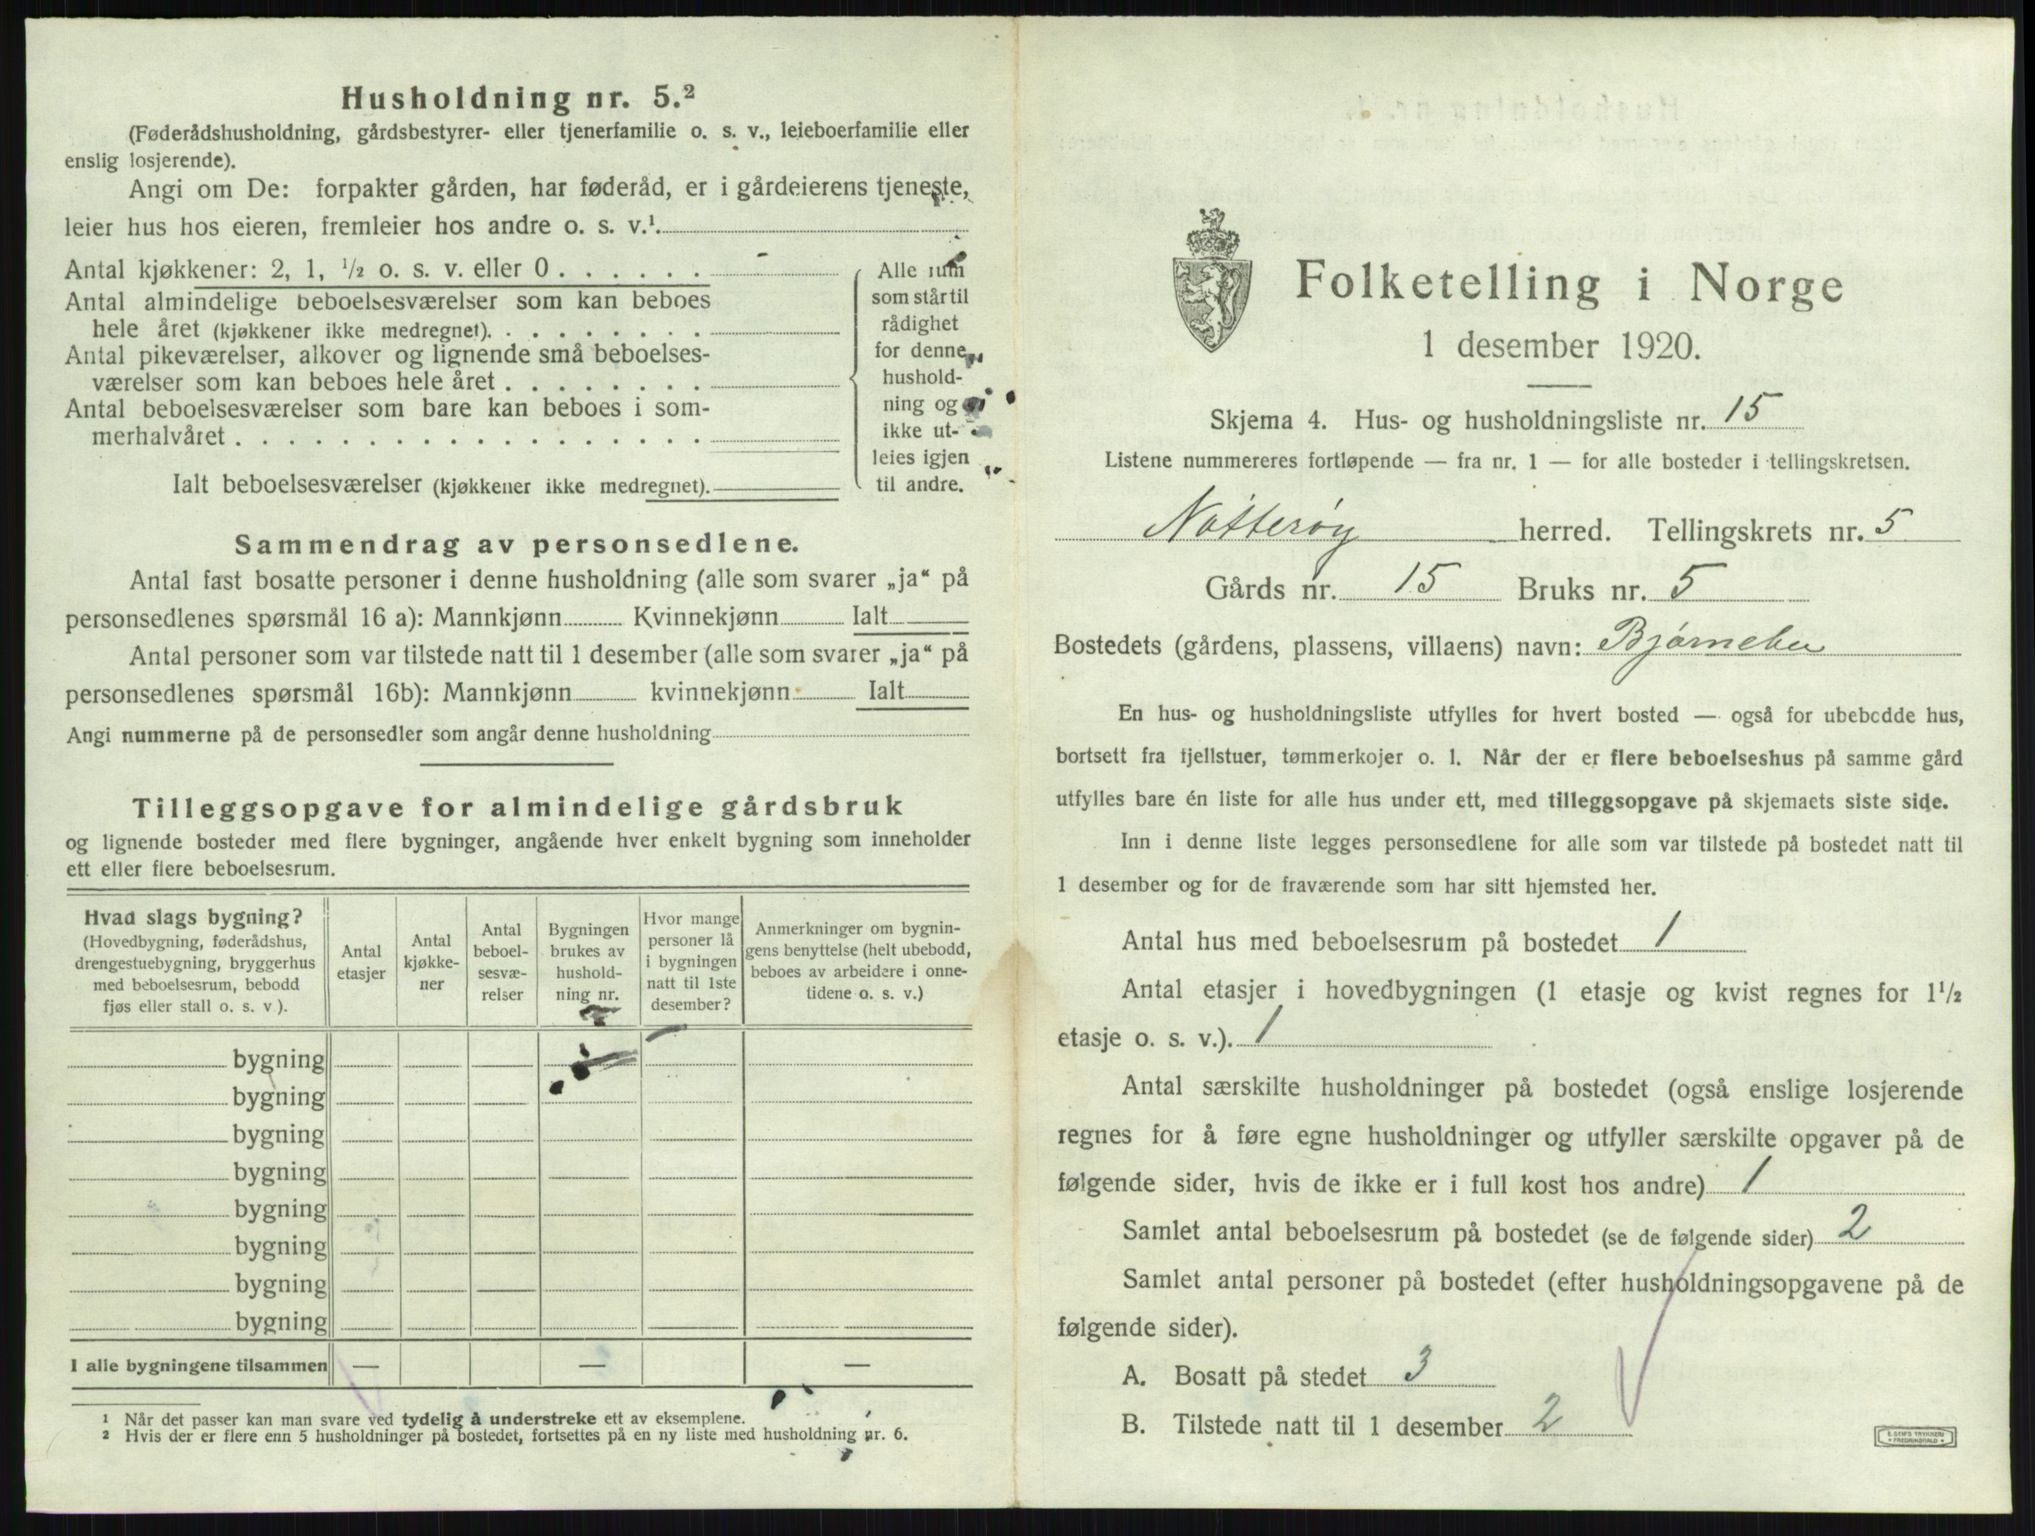 Husholdning nr. 5.²
(Føderådshusholdning, gårdsbestyrer- eller tjenerfamilie o. s. v., leieboerfamilie eller
enslig losjerende).
Angi om De: forpakter gården, har føderåd, er i gårdeierens tjeneste,
leier hus hos eieren, fremleier hos andre o. s. v.¹
Antal kjøkkener: 2, 1, ½ o. s. v. eller 0 . . . . . .
Antal almindelige beboelsesværelser som kan beboes
hele året (kjøkkener ikke medregnet). . . . . . . . .
Antal pikeværelser, alkover og lignende små beboelses-
værelser som kan beboes hele året . . . . . . . .
Antal beboelsesværelser som bare kan beboes i som-
merhalvåret . . . . . . . . . . . . . . . . . .
Ialt beboelsesværelser (kjøkkener ikke medregnet).
Alle rum
som står til
rådighet
for denne
hushold-
ning og
ikke ut-
leies igjen
til andre.
Sammendrag av personsedlene.
Antal fast bosatte personer i denne husholdning (alle som svarer „ja“ på
personsedlenes spørsmål 16 a): Mannkjønn Kvinnekjønn Ialt
Antal personer som var tilstede natt til 1 desember (alle som svarer „ja“ på
personsedlenes spørsmål 16b): Mannkjønn kvinnekjønn Ialt
Angi nummerne på de personsedler som angår denne husholdning
Tilleggsopgave for almindelige gårdsbruk
og lignende bosteder med flere bygninger, angående hver enkelt bygning som inneholder
ett eller flere beboelsesrum.
Hvad slags bygning?
(Hovedbygning, føderådshus,
drengestuebygning, bryggerhus
med beboelsesrum, bebodd
fjøs eller stall o. s. v.).
Antal
etasjer
Antal
kjøkke-
ner
Antal
beboel-
sesvæ-
relser
Bygningen
brukes av
hushold-
ning nr.
Hvor mange
personer lå
i bygningen
natt til 1ste
desember?
Anmerkninger om bygnin-
gens benyttelse (helt ubebodd,
beboes av arbeidere i onne-
tidene o. s. v.)
bygning
bygning
bygning
bygning
bygning
bygning
bygning
bygning
I alle bygningene tilsammen — — —
¹ Når det passer kan man svare ved tydelig å understreke ett av eksemplene.
² Hvis der er flere enn 5 husholdninger på bostedet, fortsettes på en ny liste med husholdning nr. 6.
Folketelling i Norge
1 desember 1920.
Skjema 4. Hus- og husholdningsliste nr. 15
Listene nummereres fortløpende — fra nr. 1 — for alle bosteder i tellingskretsen.
Nøtterøy herred. Tellingskrets nr. 5
Gårds nr. 15 Bruks nr. 5
Bostedets (gårdens, plassens, villaens) navn: Bjørnebu
En hus- og husholdningsliste utfylles for hvert bosted — også for ubebodde hus,
bortsett fra fjellstuer, tømmerkojer o. l. Når der er flere beboelseshus på samme gård
utfylles bare én liste for alle hus under ett, med tilleggsopgave på skjemaets siste side.
Inn i denne liste legges personsedlene for alle som var tilstede på bostedet natt til
1 desember og for de fraværende som har sitt hjemsted her.
Antal hus med beboelsesrum på bostedet 1
Antal etasjer i hovedbygningen (1 etasje og kvist regnes for 1½
etasje o. s. v.). 1
Antal særskilte husholdninger på bostedet (også enslige losjerende
regnes for å føre egne husholdninger og utfyller særskilte opgaver på de
følgende sider, hvis de ikke er i full kost hos andre) 1
Samlet antal beboelsesrum på bostedet (se de følgende sider) 2
Samlet antal personer på bostedet (efter husholdningsopgavene på de
følgende sider).
A. Bosatt på stedet 3
B. Tilstede natt til 1 desember 2